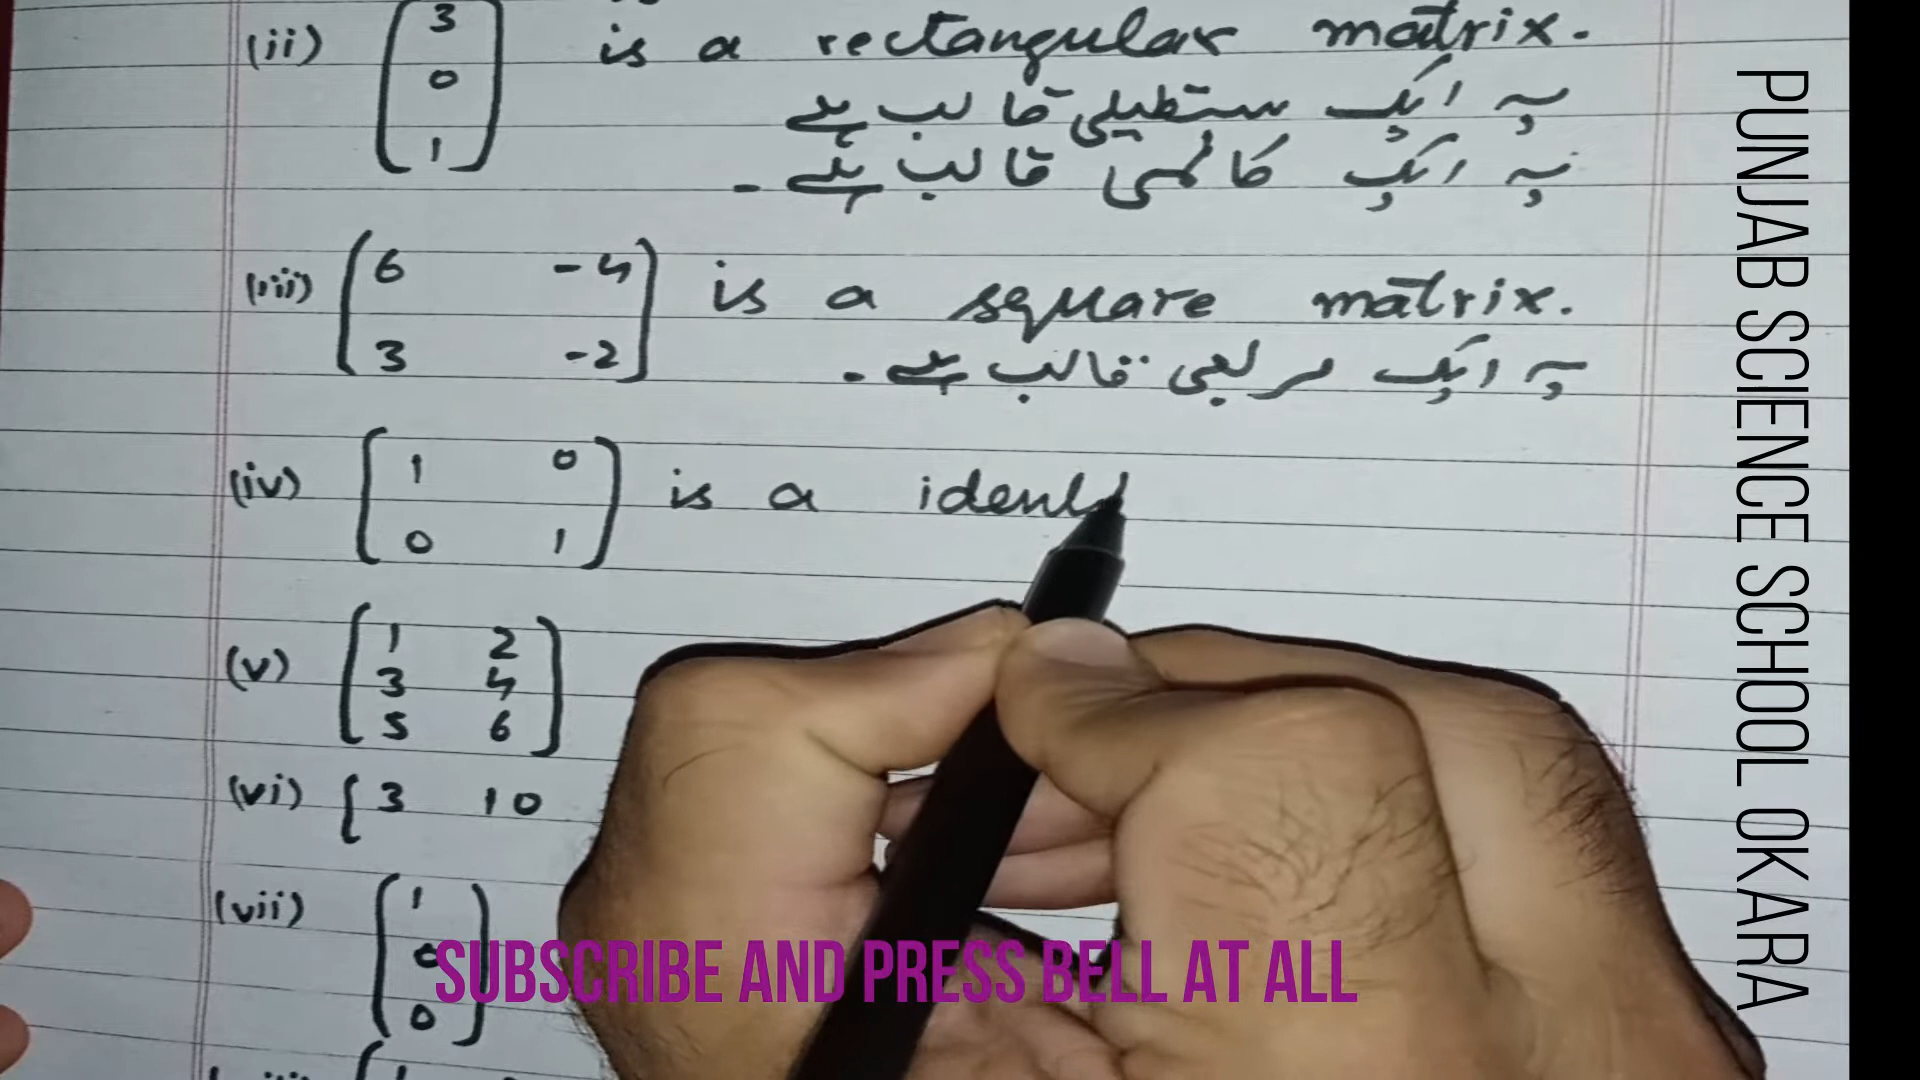 (ii) [3 is a rectangular matrix.
0
1]
یہ ایک مستطیلی قالب ہے
یہ ایک کالمی قالب ہے ۔
(iii) [6 -4
3 -2] is a square matrix.
یہ ایک مربعی قالب ہے ۔
(iv) [1 0
0 1] is a identi
(v) [1 2
3 4
5 6]
(vi) [3 10
(vii) [1
0
0]
SUBSCRIBE AND PRESS BELL AT ALL
PUNJAB SCIENCE SCHOOL OKARA